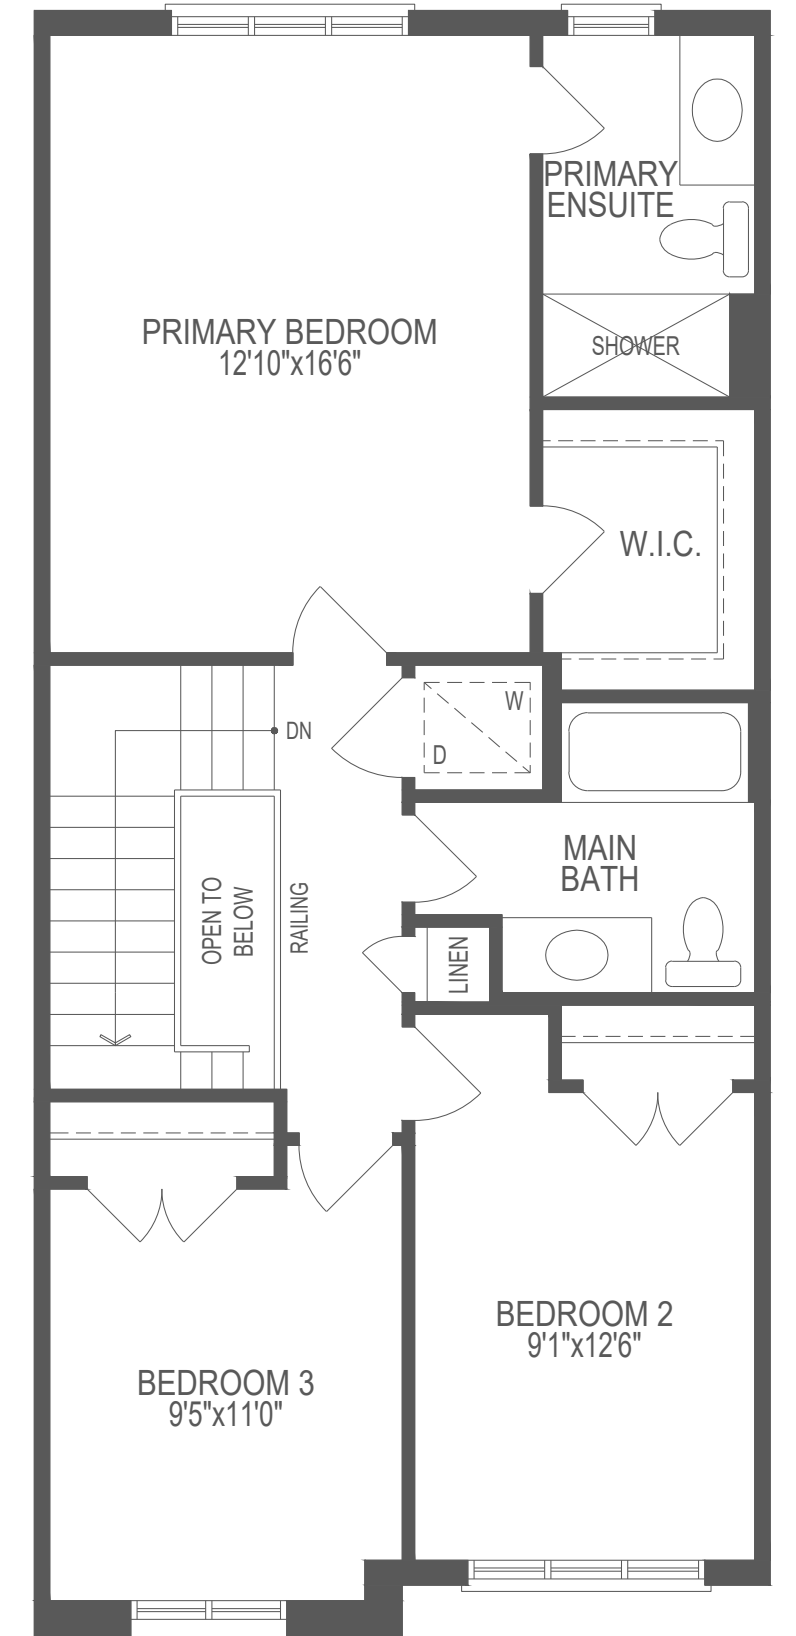 PRIMARY
ENSUITE
PRIMARY BEDROOM
12'10"x16'6"
SHOWER
W.I.C.
DN
W
D
MAIN
BATH
OPEN TO
BELOW
RAILING
LINEN
BEDROOM 2
9'1"x12'6"
BEDROOM 3
9'5"x11'0"